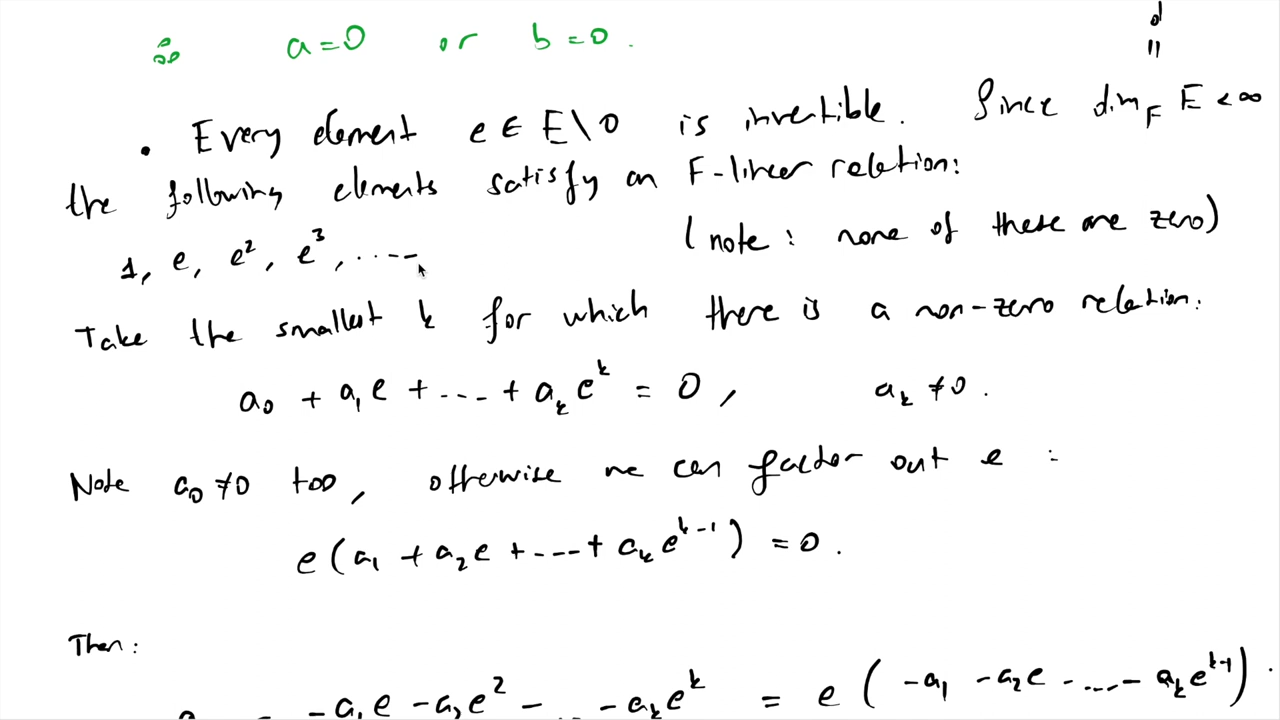 ∴ a=0 or b=0.
d
||
• Every element e ∈ E\0 is invertible. Since dim_F E < ∞
the following elements satisfy an F-linear relation:
1, e, e², e³, ..... (note: none of these are zero)
Take the smallest k for which there is a non-zero relation:
a₀ + a₁e + .... + a_k e^k = 0, a_k ≠ 0.
Note a₀ ≠ 0 too, otherwise we can factor out e:
e(a₁ + a₂e + .... + a_k e^{k-1}) = 0.
Then:
= -a₁e - a₂e² - ... - a_k e^k = e(-a₁ - a₂e - .... - a_k e^{k-1}).